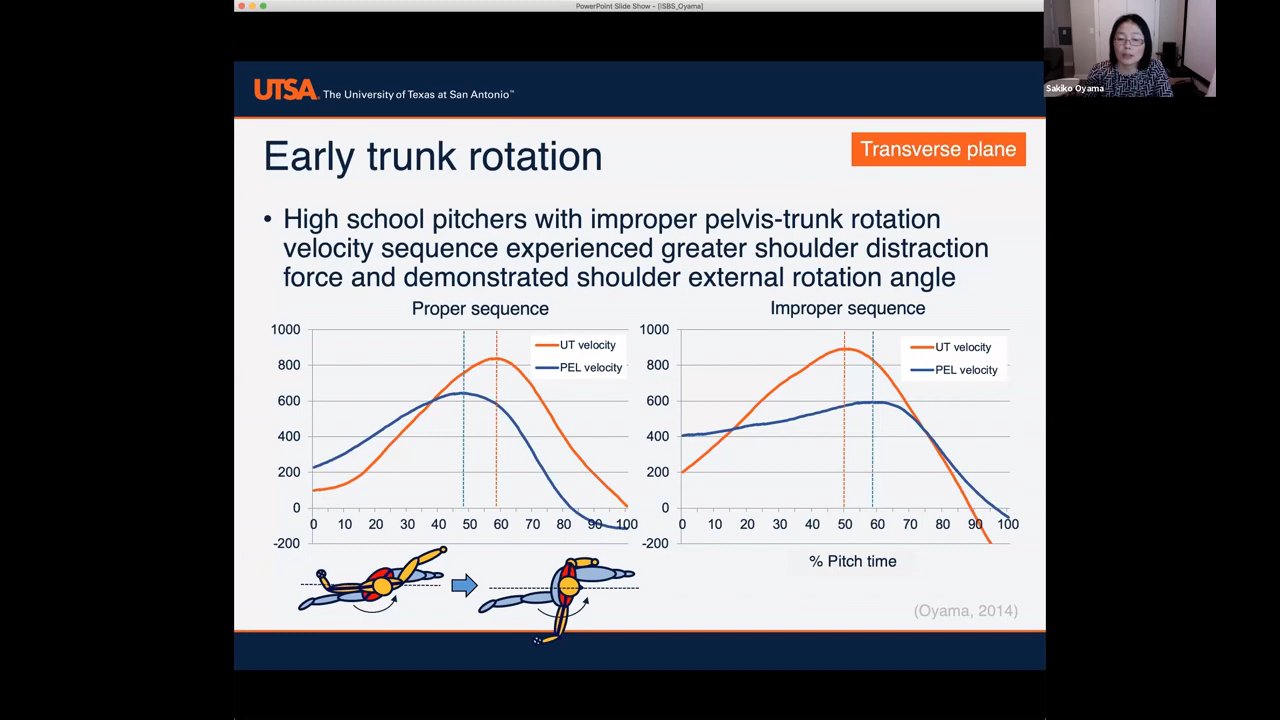 PowerPoint Slide Show - [ISBS_Oyama]
Sakiko Oyama
UTSA. The University of Texas at San Antonio™
Early trunk rotation
Transverse plane
• High school pitchers with improper pelvis-trunk rotation
velocity sequence experienced greater shoulder distraction
force and demonstrated shoulder external rotation angle
Proper sequence
1000
800
600
400
200
0
-200
0 10 20 30 40 50 60 70 80 90 100
UT velocity
PEL velocity
Improper sequence
1000
800
600
400
200
0
-200
0 10 20 30 40 50 60 70 80 90 100
UT velocity
PEL velocity
% Pitch time
(Oyama, 2014)